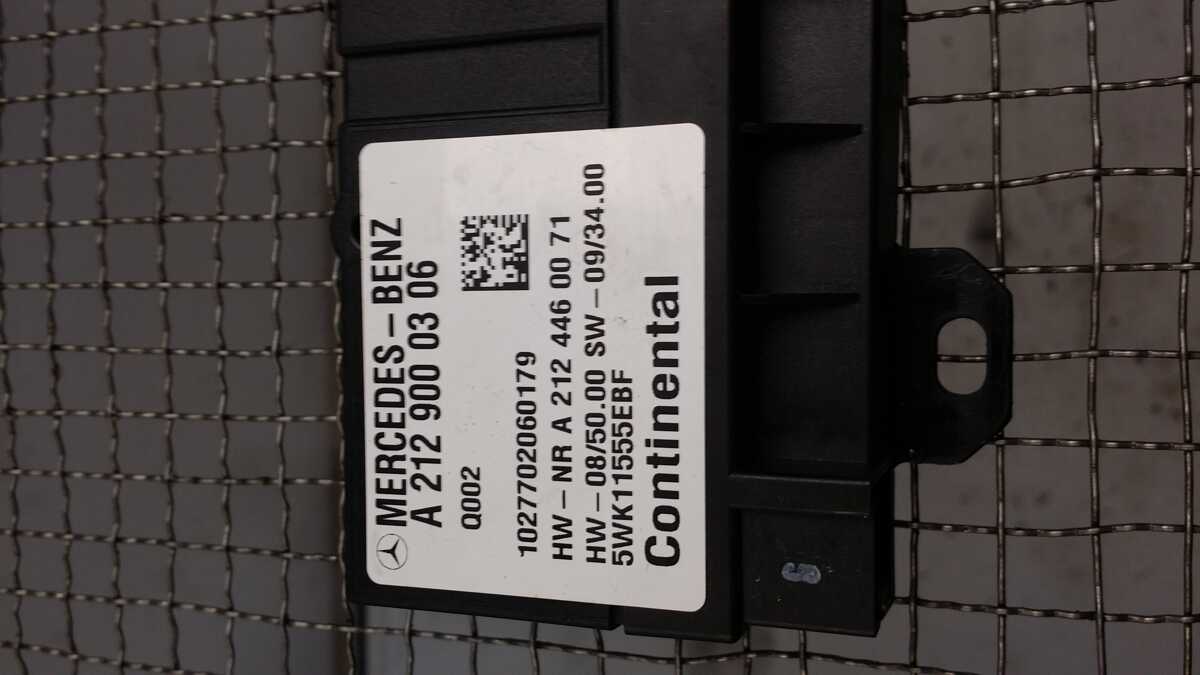 MERCEDES-BENZ
A 212 900 03 06
Q002
1027702060179
HW-NR A 212 446 00 71
HW-08/50.00 SW-09/34.00
5WK11555EBF
Continental
6